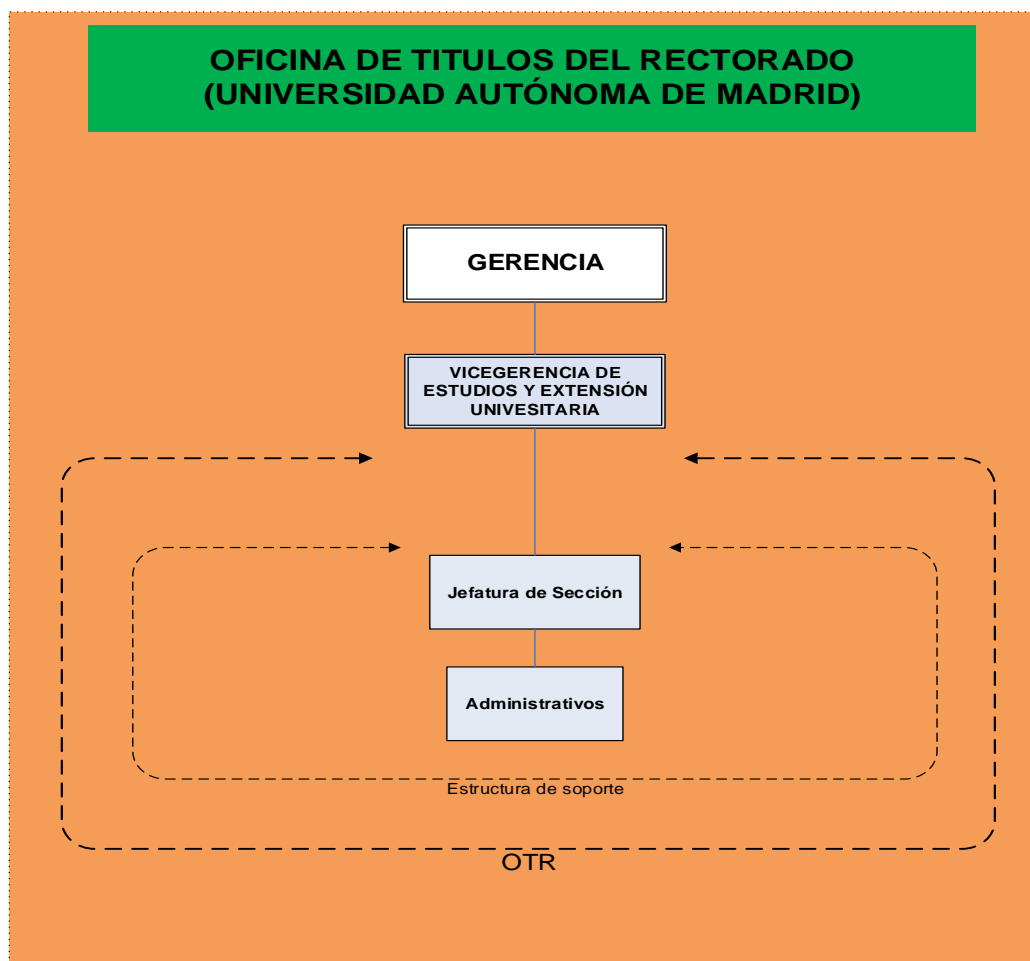 OFICINA DE TITULOS DEL RECTORADO
(UNIVERSIDAD AUTÓNOMA DE MADRID)
GERENCIA
VICEGERENCIA DE
ESTUDIOS Y EXTENSIÓN
UNIVESITARIA
Jefatura de Sección
Administrativos
Estructura de soporte
OTR